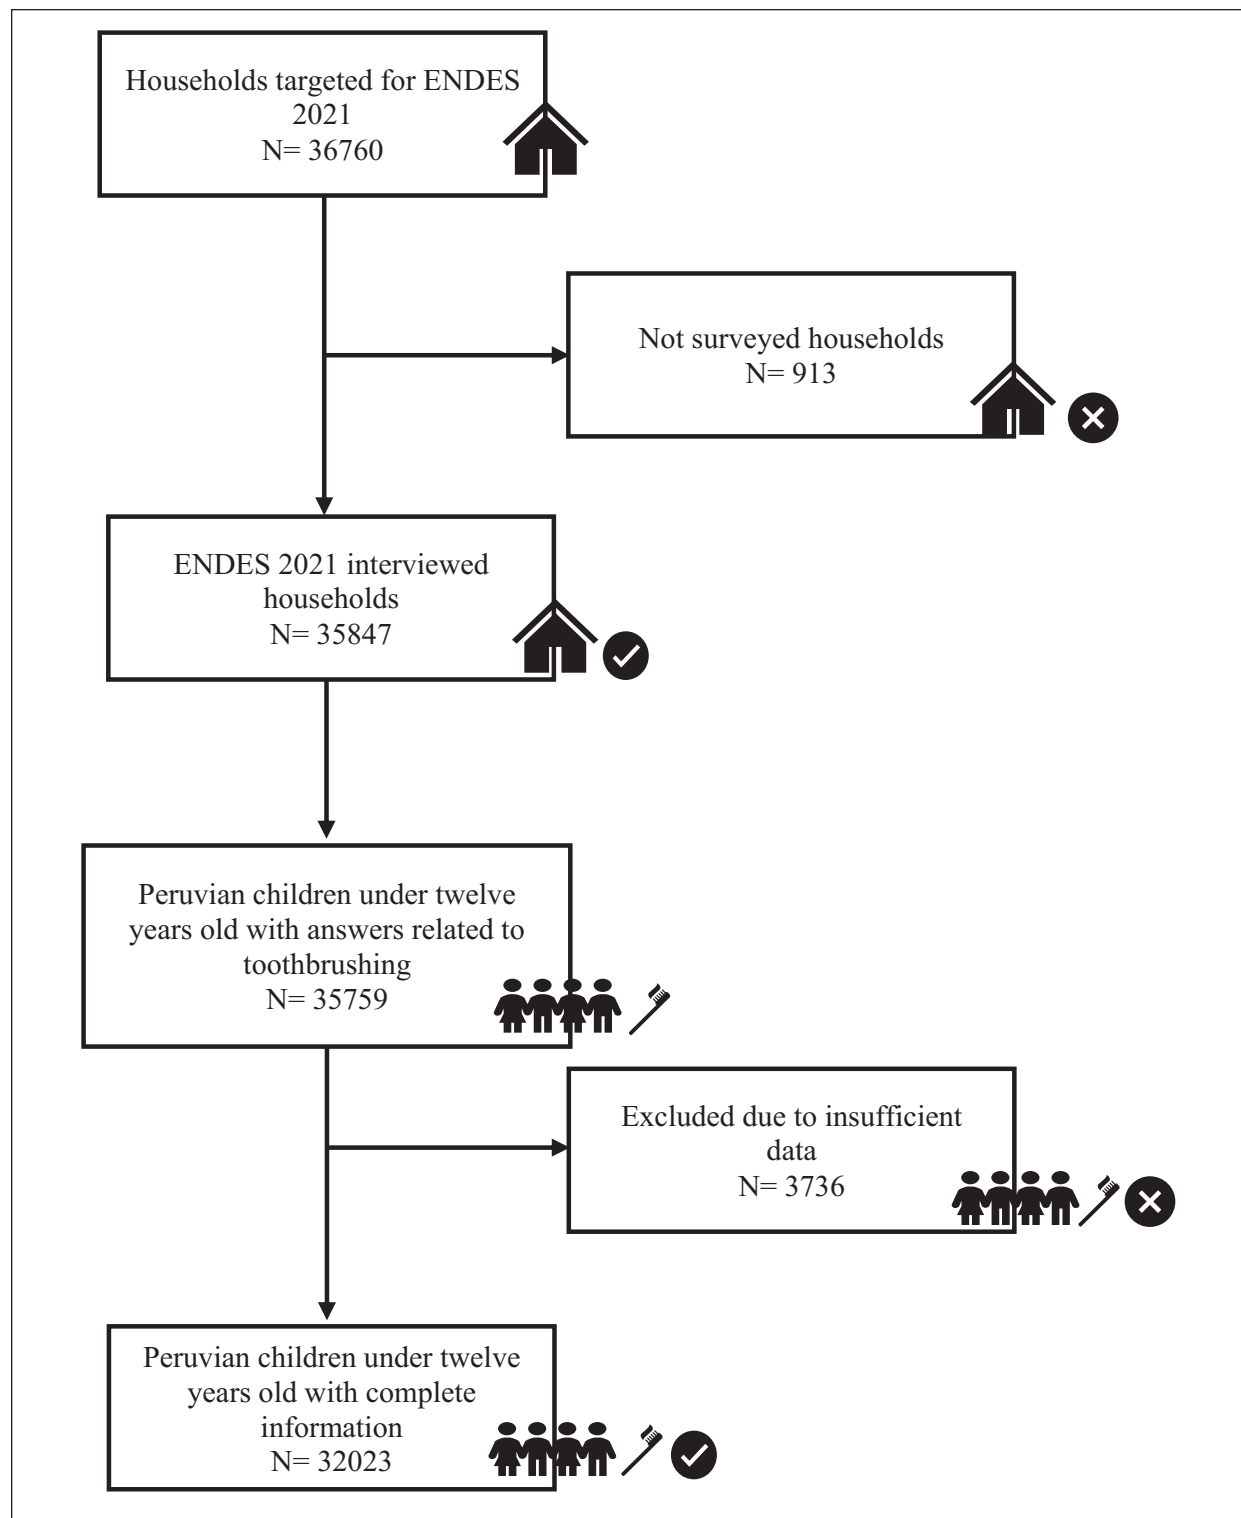 Households targeted for ENDES
2021
N= 36760
Not surveyed households
N= 913
ENDES 2021 interviewed
households
N= 35847
Peruvian children under twelve
years old with answers related to
toothbrushing
N= 35759
Excluded due to insufficient
data
N= 3736
Peruvian children under twelve
years old with complete
information
N= 32023